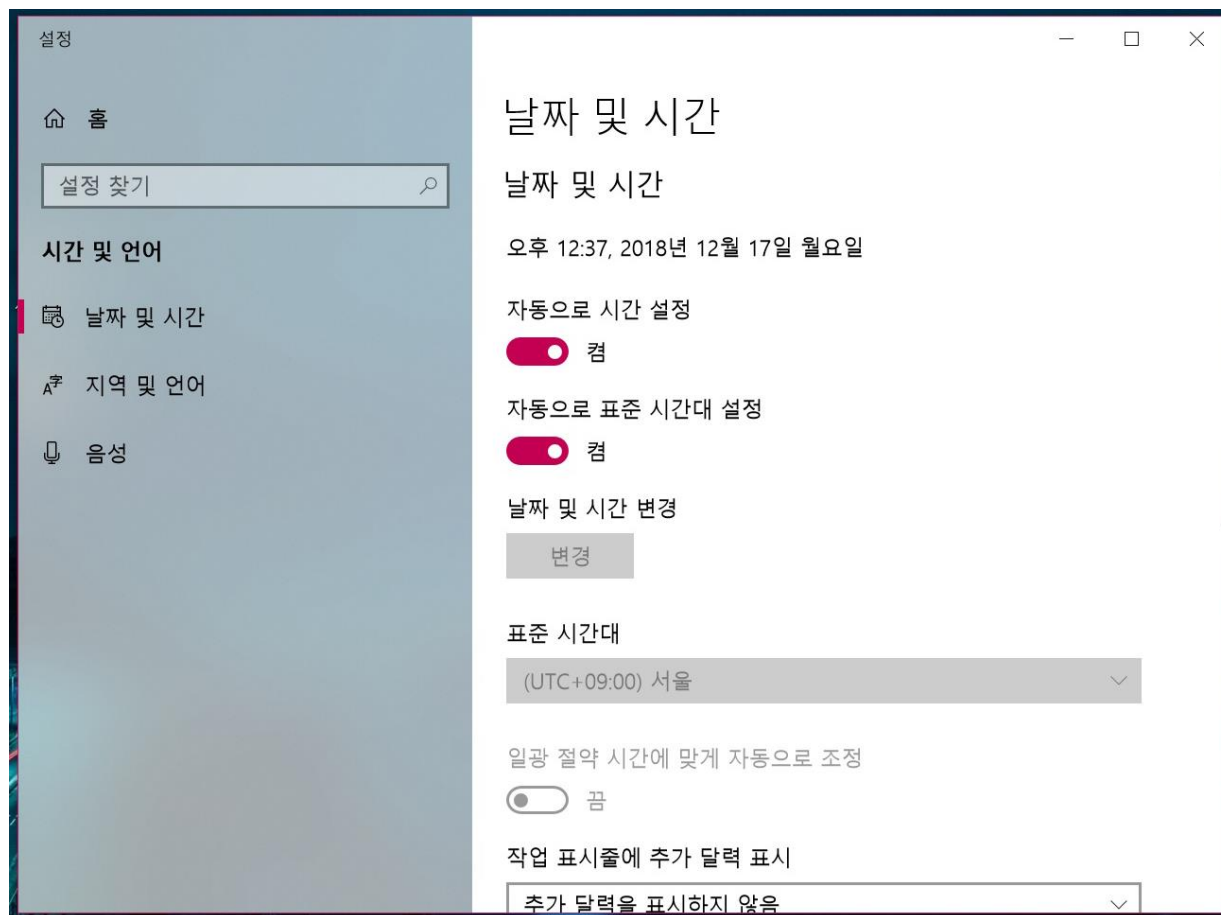 설정
홈
설정 찾기
시간 및 언어
날짜 및 시간
지역 및 언어
음성
날짜 및 시간
날짜 및 시간
오후 12:37, 2018년 12월 17일 월요일
자동으로 시간 설정
켬
자동으로 표준 시간대 설정
켬
날짜 및 시간 변경
변경
표준 시간대
(UTC+09:00) 서울
일광 절약 시간에 맞게 자동으로 조정
끔
작업 표시줄에 추가 달력 표시
추가 달력을 표시하지 않음